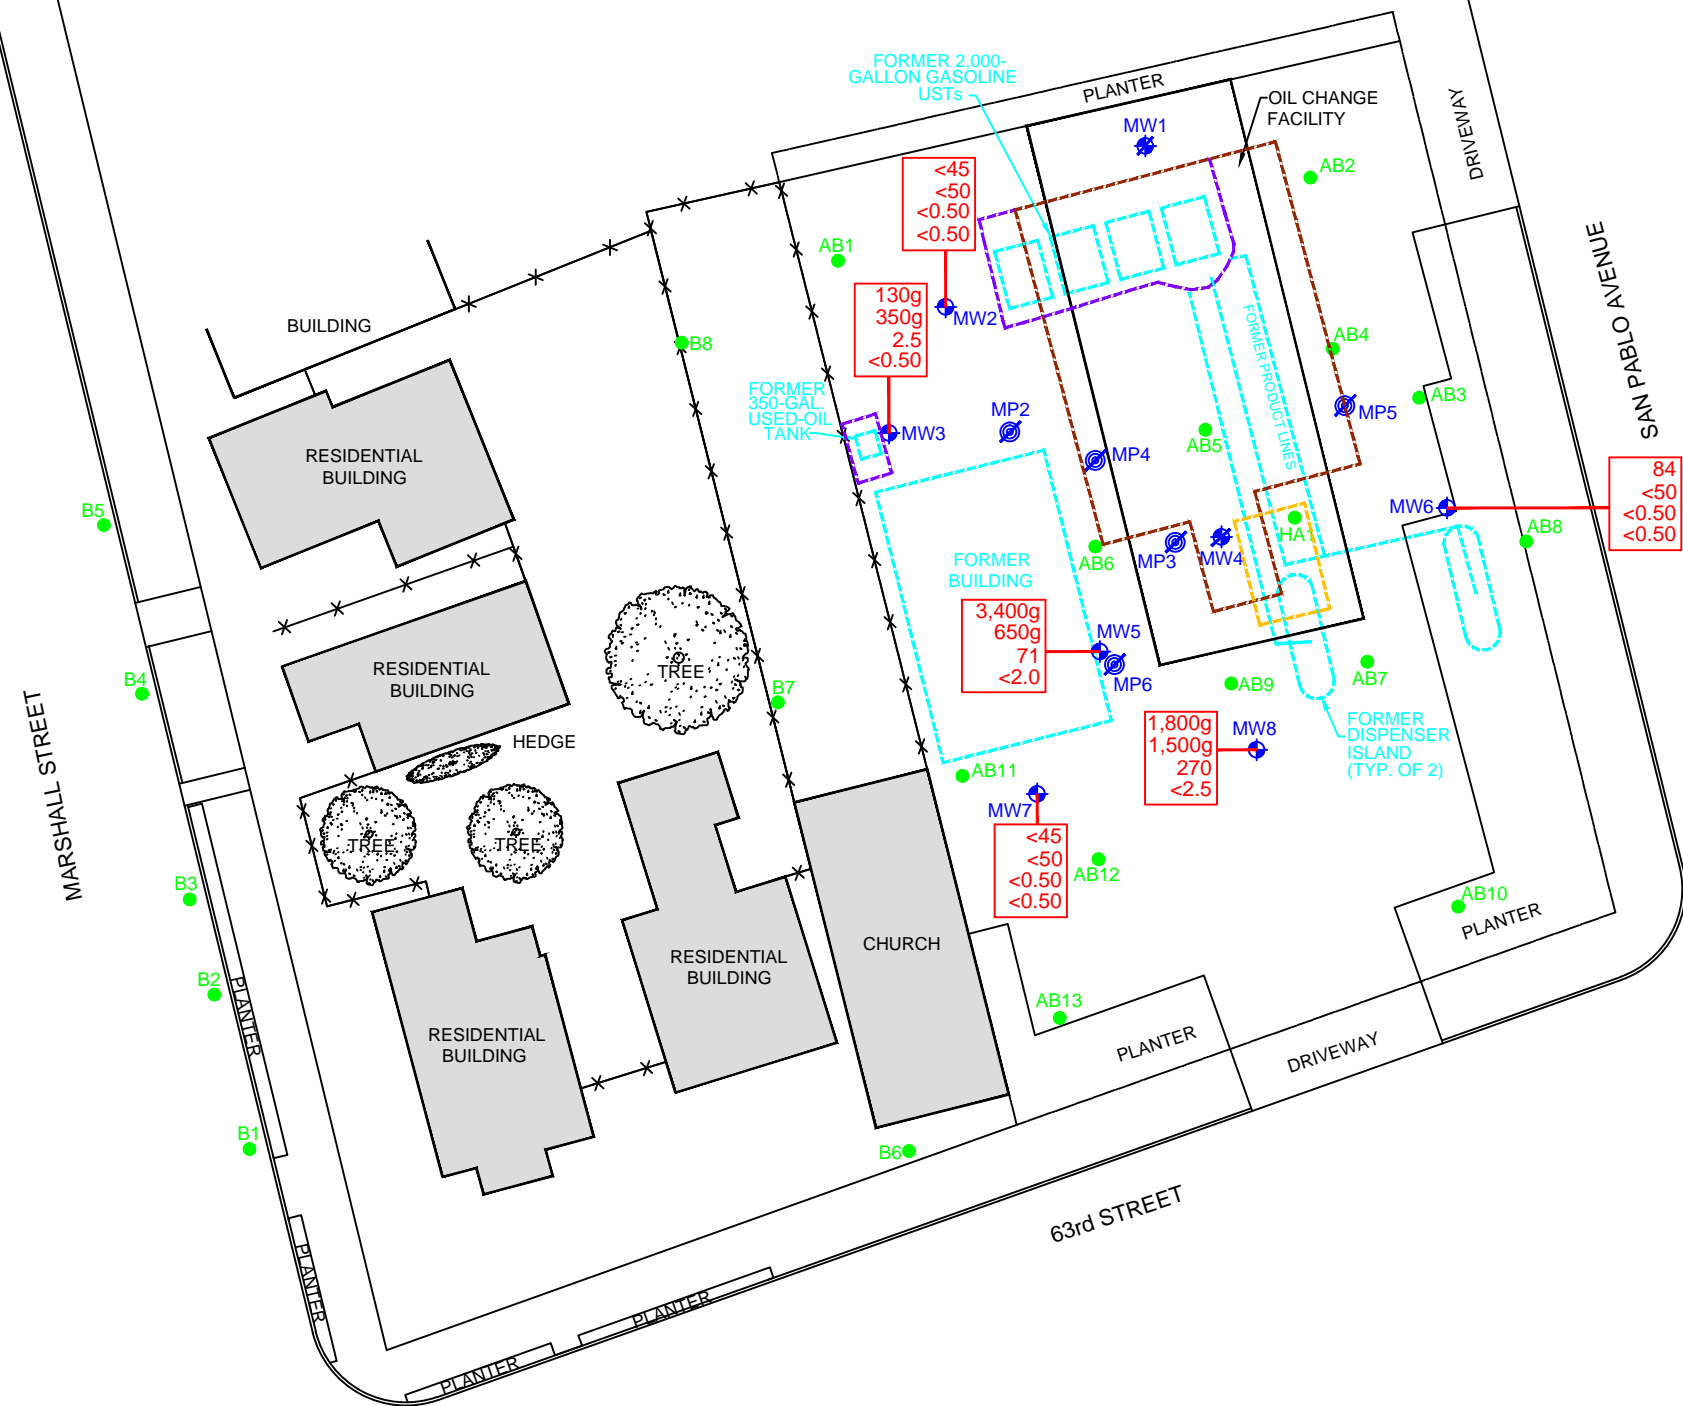 FORMER 2,000-
GALLON GASOLINE
USTs
PLANTER
OIL CHANGE
FACILITY
DRIVEWAY
MW1
AB2
<45
<50
<0.50
<0.50
AB1
MW2
SAN PABLO AVENUE
130g
350g
2.5
<0.50
BUILDING
B8
AB4
FORMER PRODUCT LINES
FORMER
350-GAL.
USED-OIL
TANK
MW3
MP2
MP5
AB3
AB5
MP4
RESIDENTIAL
BUILDING
84
<50
<0.50
<0.50
MW6
B5
AB8
HA1
MP3
MW4
AB6
FORMER
BUILDING
3,400g
650g
71
<2.0
MW5
MP6
TREE
RESIDENTIAL
BUILDING
B4
B7
AB9
AB7
MARSHALL STREET
HEDGE
1,800g
1,500g
270
<2.5
MW8
FORMER
DISPENSER
ISLAND
(TYP. OF 2)
AB11
MW7
<45
<50
<0.50
<0.50
TREE
TREE
AB12
B3
AB10
PLANTER
CHURCH
RESIDENTIAL
BUILDING
B2
PLANTER
AB13
RESIDENTIAL
BUILDING
PLANTER
DRIVEWAY
B1
B6
63rd STREET
PLANTER
PLANTER
PLANTER